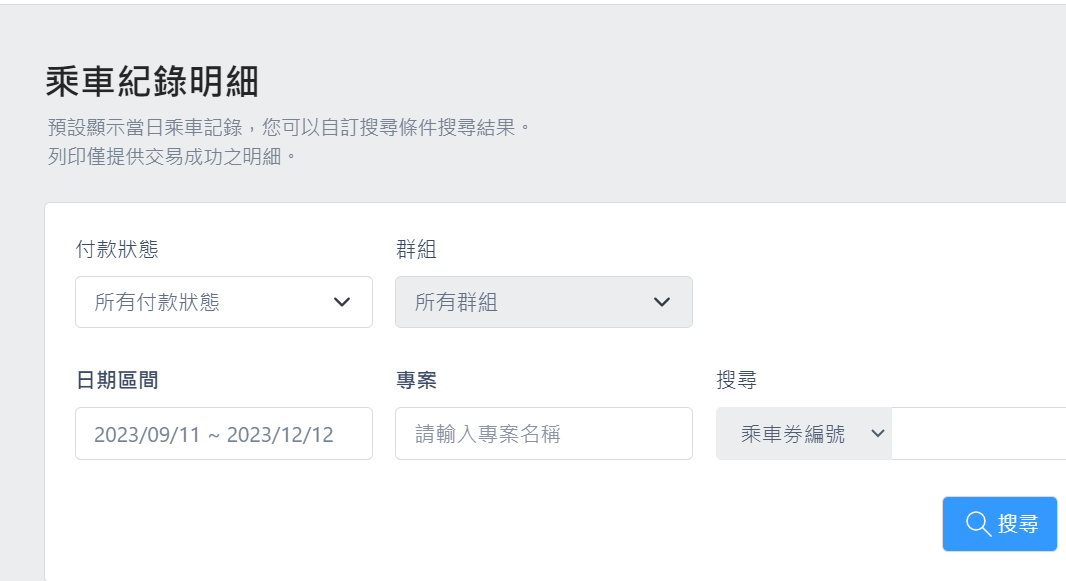 乘車紀錄明細
預設顯示當日乘車記錄，您可以自訂搜尋條件搜尋結果。
列印僅提供交易成功之明細。
付款狀態
群組
所有付款狀態
所有群組
日期區間
專案
搜尋
2023/09/11 ~ 2023/12/12
請輸入專案名稱
乘車券編號
搜尋